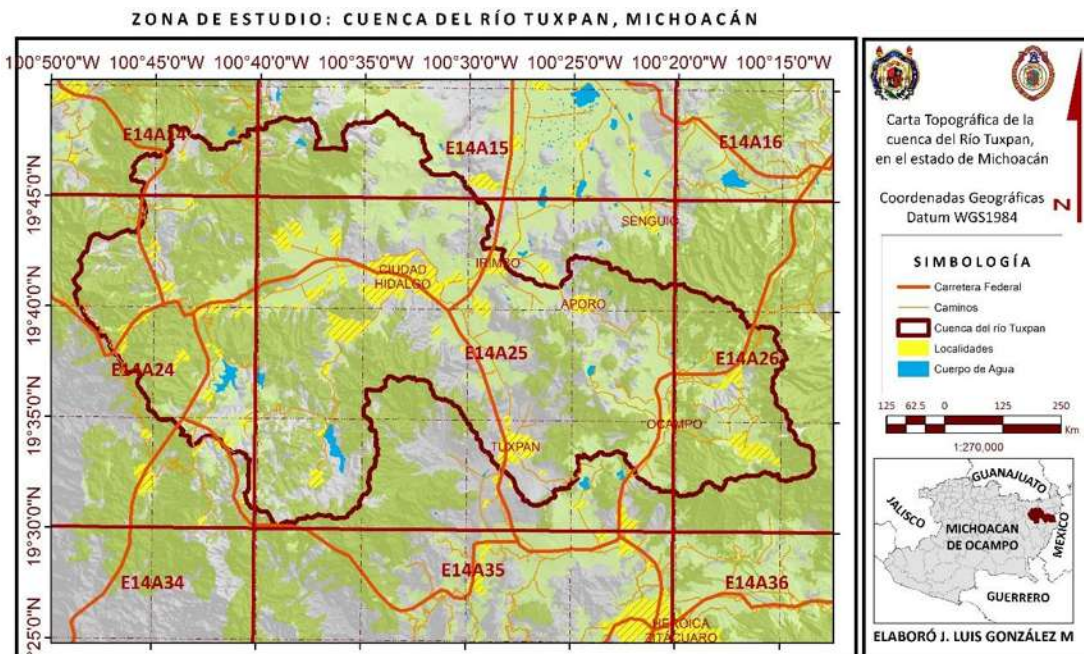 ZONA DE ESTUDIO: CUENCA DEL RÍO TUXPAN, MICHOACÁN
100°50'0"W 100°45'0"W 100°40'0"W 100°35'0"W 100°30'0"W 100°25'0"W 100°20'0"W 100°15'0"W
19°45'0"N
19°40'0"N
19°35'0"N
19°30'0"N
19°25'0"N
E14A14
E14A15
E14A16
SENGUIO
CIUDAD
HIDALGO
IRIMBO
APORO
E14A24
E14A25
E14A26
TUXPAN
OCAMPO
E14A34
E14A35
E14A36
HEROICA
ZITACUARO
Carta Topográfica de la
cuenca del Río Tuxpan,
en el estado de Michoacán
Coordenadas Geográficas
Datum WGS1984
N
SIMBOLOGÍA
Carretera Federal
Caminos
Cuenca del río Tuxpan
Localidades
Cuerpo de Agua
125 62.5 0 125 250
Km
1:270,000
GUANAJUATO
JALISCO
MICHOACAN
DE OCAMPO
MEXICO
GUERRERO
ELABORÓ J. LUIS GONZÁLEZ M